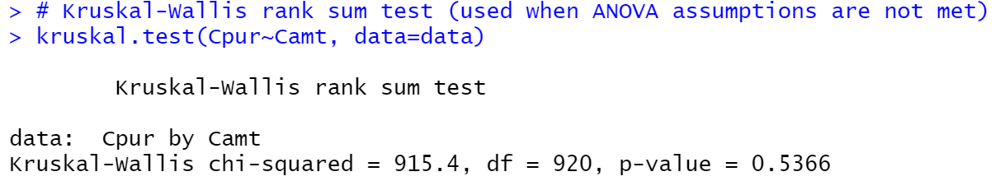 > # Kruskal-Wallis rank sum test (used when ANOVA assumptions are not met)
> kruskal.test(Cpur~Camt, data=data)
Kruskal-Wallis rank sum test
data:  Cpur by Camt
Kruskal-Wallis chi-squared = 915.4, df = 920, p-value = 0.5366